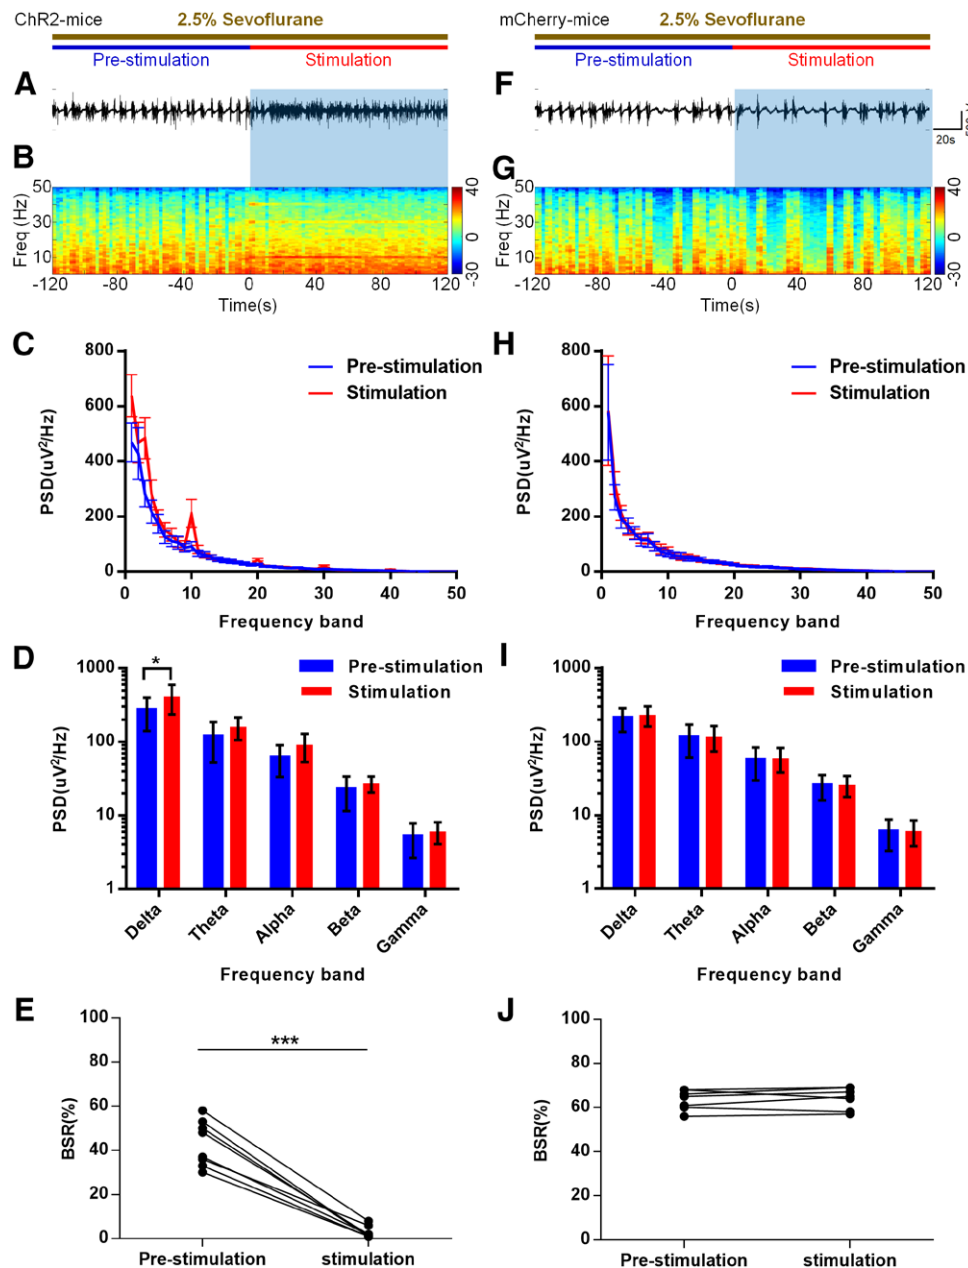 ChR2-mice
2.5% Sevoflurane
Pre-stimulation
Stimulation
A
B
50
30
10
Freq (Hz)
-120
-80
-40
0
40
80
120
Time(s)
40
0
-30
mCherry-mice
2.5% Sevoflurane
Pre-stimulation
Stimulation
F
20s
G
50
30
10
Freq (Hz)
-120
-80
-40
0
40
80
120
Time(s)
40
0
-30
C
800
600
400
200
0
PSD(uV²/Hz)
Pre-stimulation
Stimulation
0
10
20
30
40
50
Frequency band
H
800
600
400
200
0
PSD(uV²/Hz)
Pre-stimulation
Stimulation
0
10
20
30
40
50
Frequency band
D
1000
100
10
1
PSD(uV²/Hz)
*
Pre-stimulation
Stimulation
Delta
Theta
Alpha
Beta
Gamma
Frequency band
I
1000
100
10
1
PSD(uV²/Hz)
Pre-stimulation
Stimulation
Delta
Theta
Alpha
Beta
Gamma
Frequency band
E
100
80
60
40
20
0
BSR(%)
***
Pre-stimulation
stimulation
J
100
80
60
40
20
0
BSR(%)
Pre-stimulation
stimulation